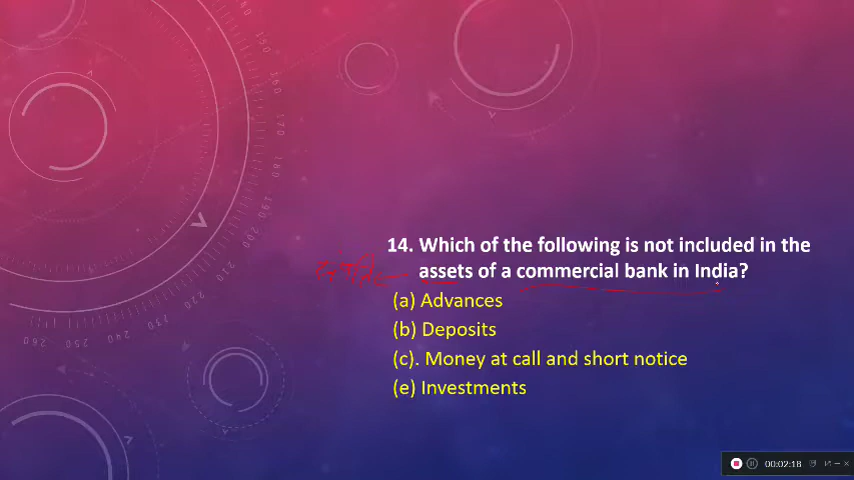 14. Which of the following is not included in the
assets of a commercial bank in India?
(a) Advances
(b) Deposits
(c). Money at call and short notice
(e) Investments
00:02:18